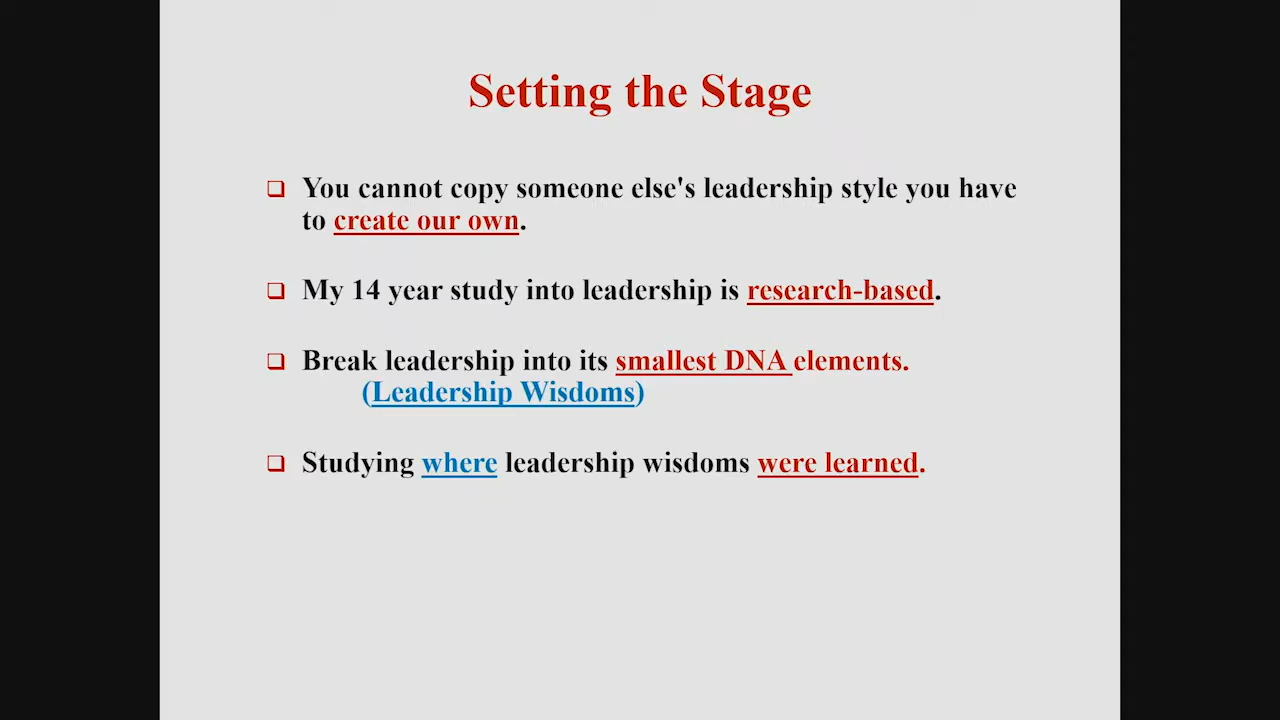 Setting the Stage
You cannot copy someone else's leadership style you have
to create our own.
My 14 year study into leadership is research-based.
Break leadership into its smallest DNA elements.
(Leadership Wisdoms)
Studying where leadership wisdoms were learned.